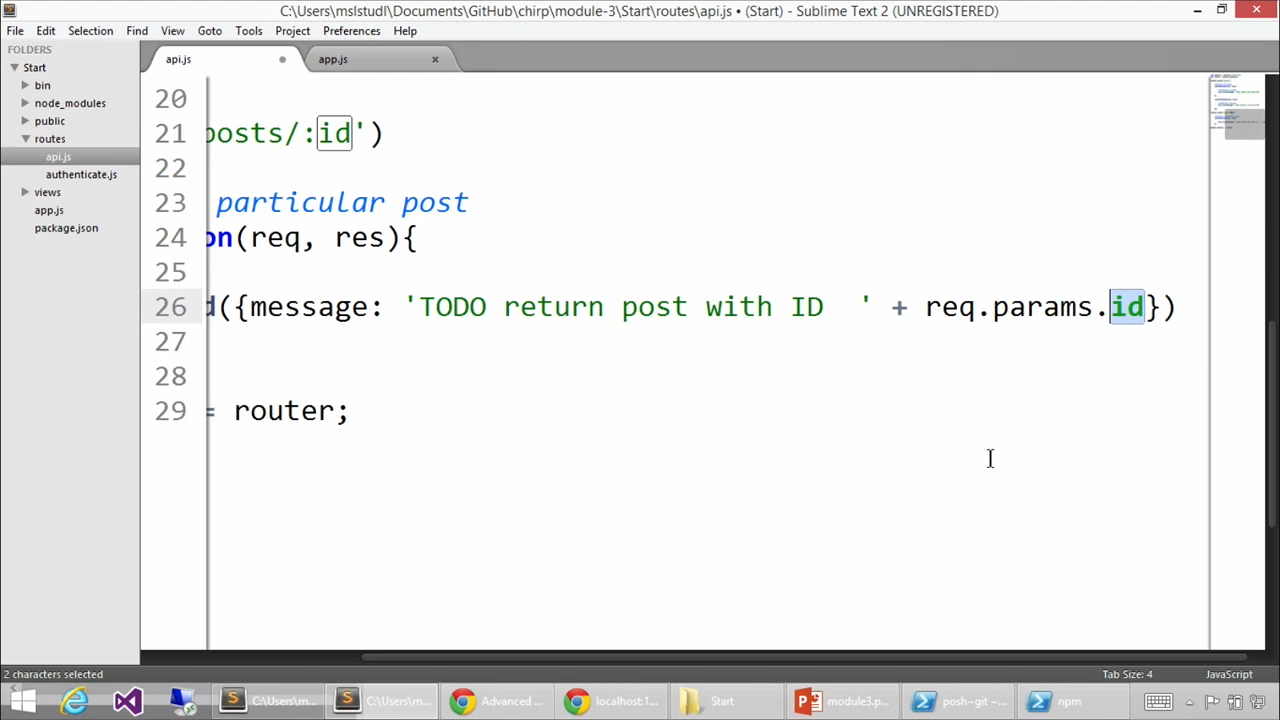 C:\Users\mslstudl\Documents\GitHub\chirp\module-3\Start\routes\api.js • (Start) - Sublime Text 2 (UNREGISTERED)
File Edit Selection Find View Goto Tools Project Preferences Help
FOLDERS
Start
bin
node_modules
public
routes
api.js
authenticate.js
views
app.js
package.json
api.js
app.js
20
21 posts/:id')
22
23 particular post
24 on(req, res){
25
26 d({message: 'TODO return post with ID  ' + req.params.id})
27
28
29 = router;
2 characters selected
Tab Size: 4
JavaScript
C:\Users\m...
C:\Users\m...
Advanced ...
localhost:1...
Start
module3.p...
posh~git ~...
npm